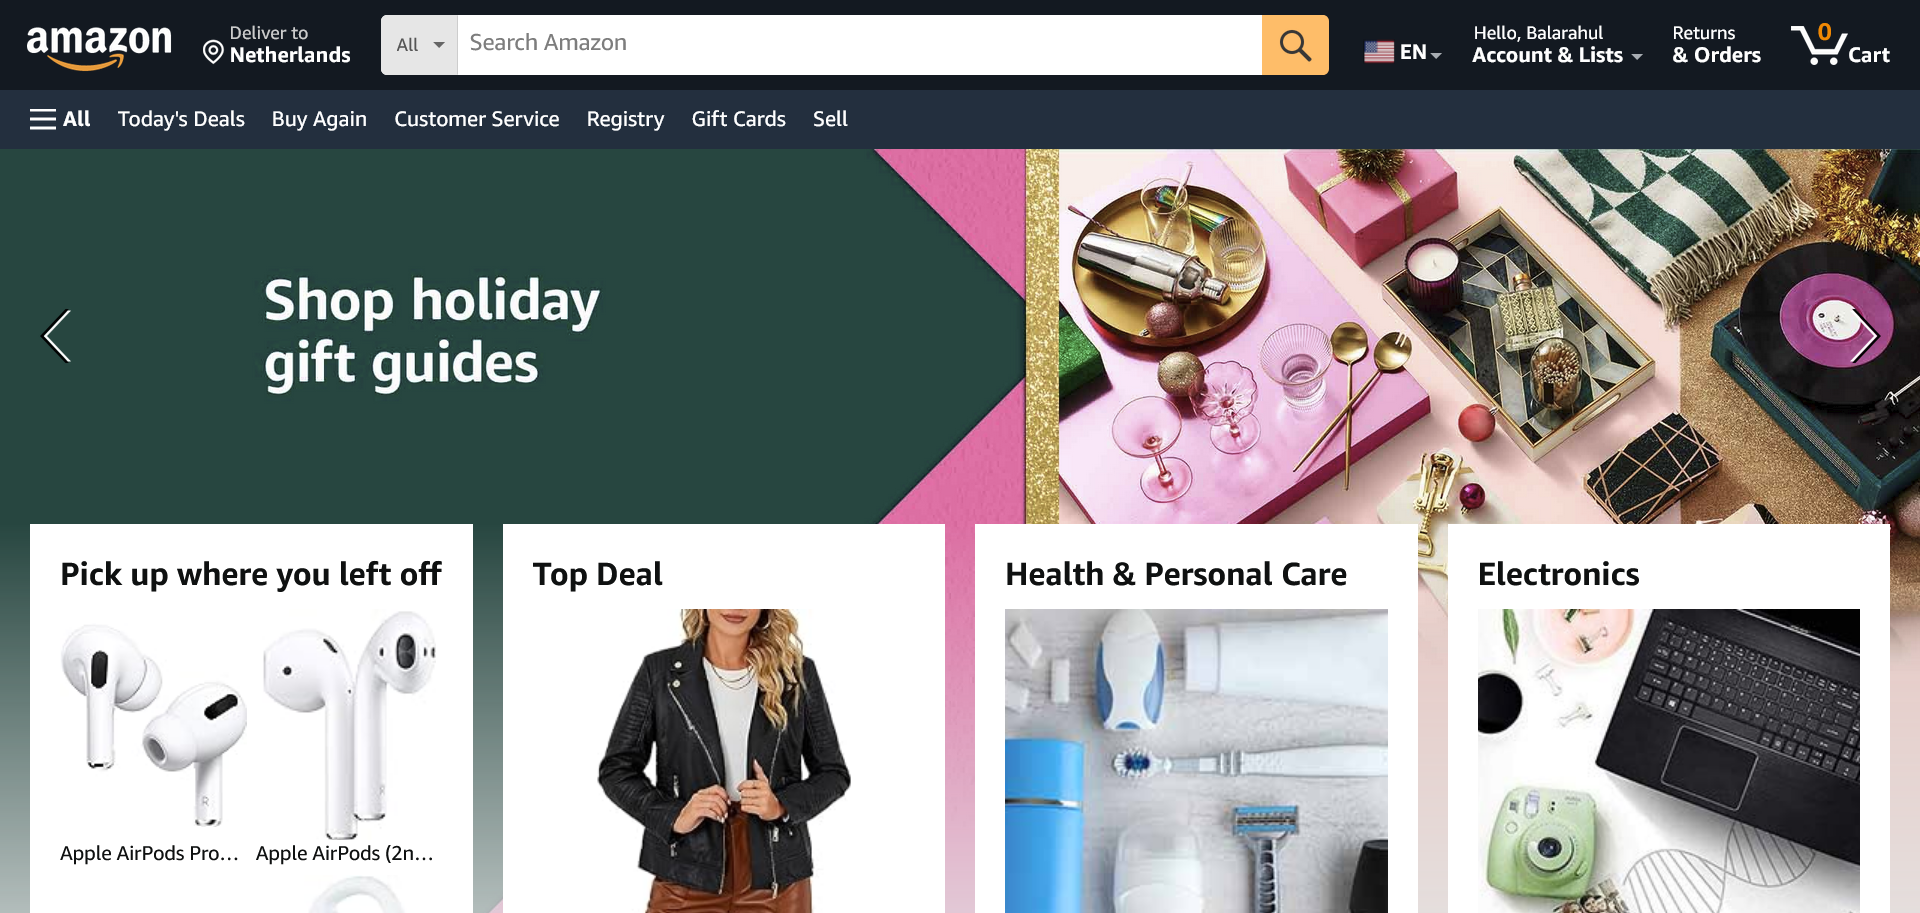 amazon
Deliver to
Netherlands
All
Search Amazon
EN
Hello, Balarahul
Account & Lists
Returns
& Orders
0
Cart
All
Today's Deals
Buy Again
Customer Service
Registry
Gift Cards
Sell
Shop holiday
gift guides
Pick up where you left off
Top Deal
Health & Personal Care
Electronics
Apple AirPods Pro...
Apple AirPods (2n...